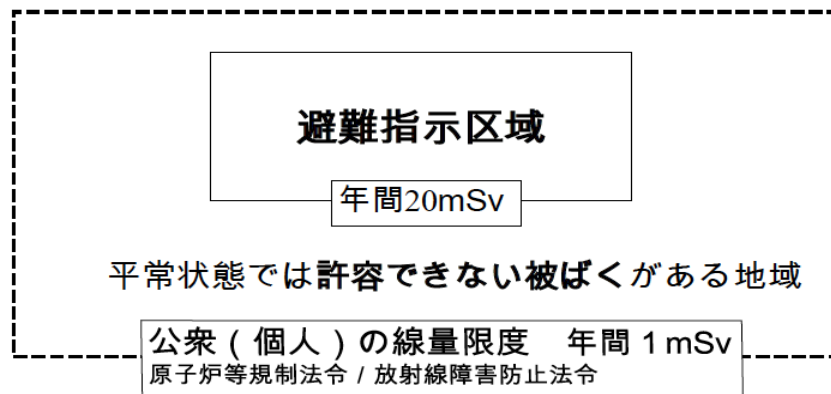 避難指示区域
年間20mSv
平常状態では許容できない被ばくがある地域
公衆（個人）の線量限度　年間１mSv
原子炉等規制法令 / 放射線障害防止法令